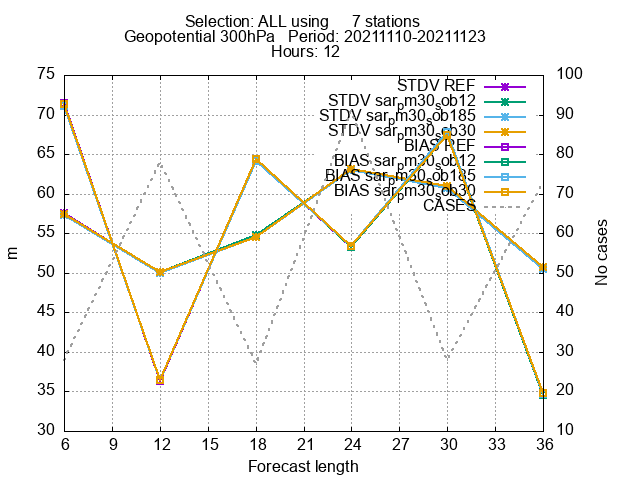 Selection: ALL using 7 stations
Geopotential 300hPa Period: 20211110-20211123
Hours: 12
STDV REF
STDV sar_pm30_sob12
STDV sar_pm30_sob185
STDV sar_pm30_sob30
BIAS REF
BIAS sar_pm30_sob12
BIAS sar_pm30_sob185
BIAS sar_pm30_sob30
CASES
75
70
65
60
55
50
45
40
35
30
m
100
90
80
70
60
50
40
30
20
10
No cases
6 9 12 15 18 21 24 27 30 33 36
Forecast length